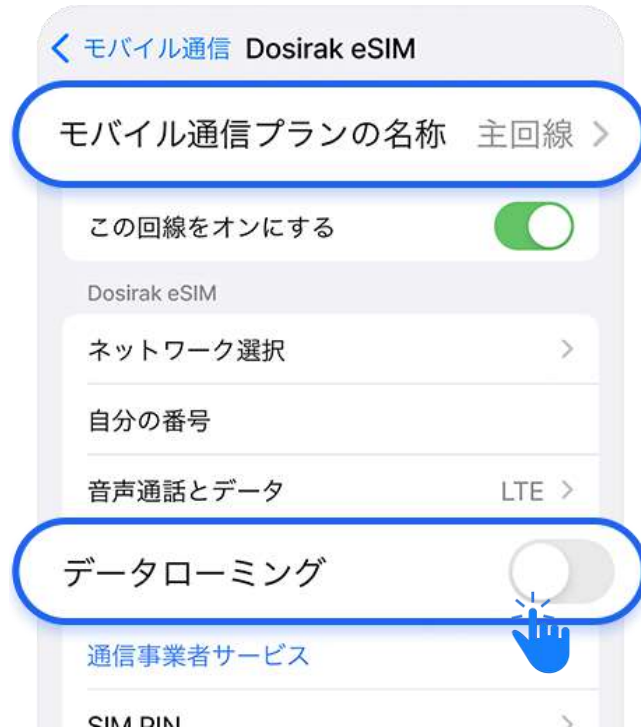 モバイル通信 Dosirak eSIM
モバイル通信プランの名称 主回線
この回線をオンにする
Dosirak eSIM
ネットワーク選択
自分の番号
音声通話とデータ LTE
データローミング
通信事業者サービス
SIM PIN